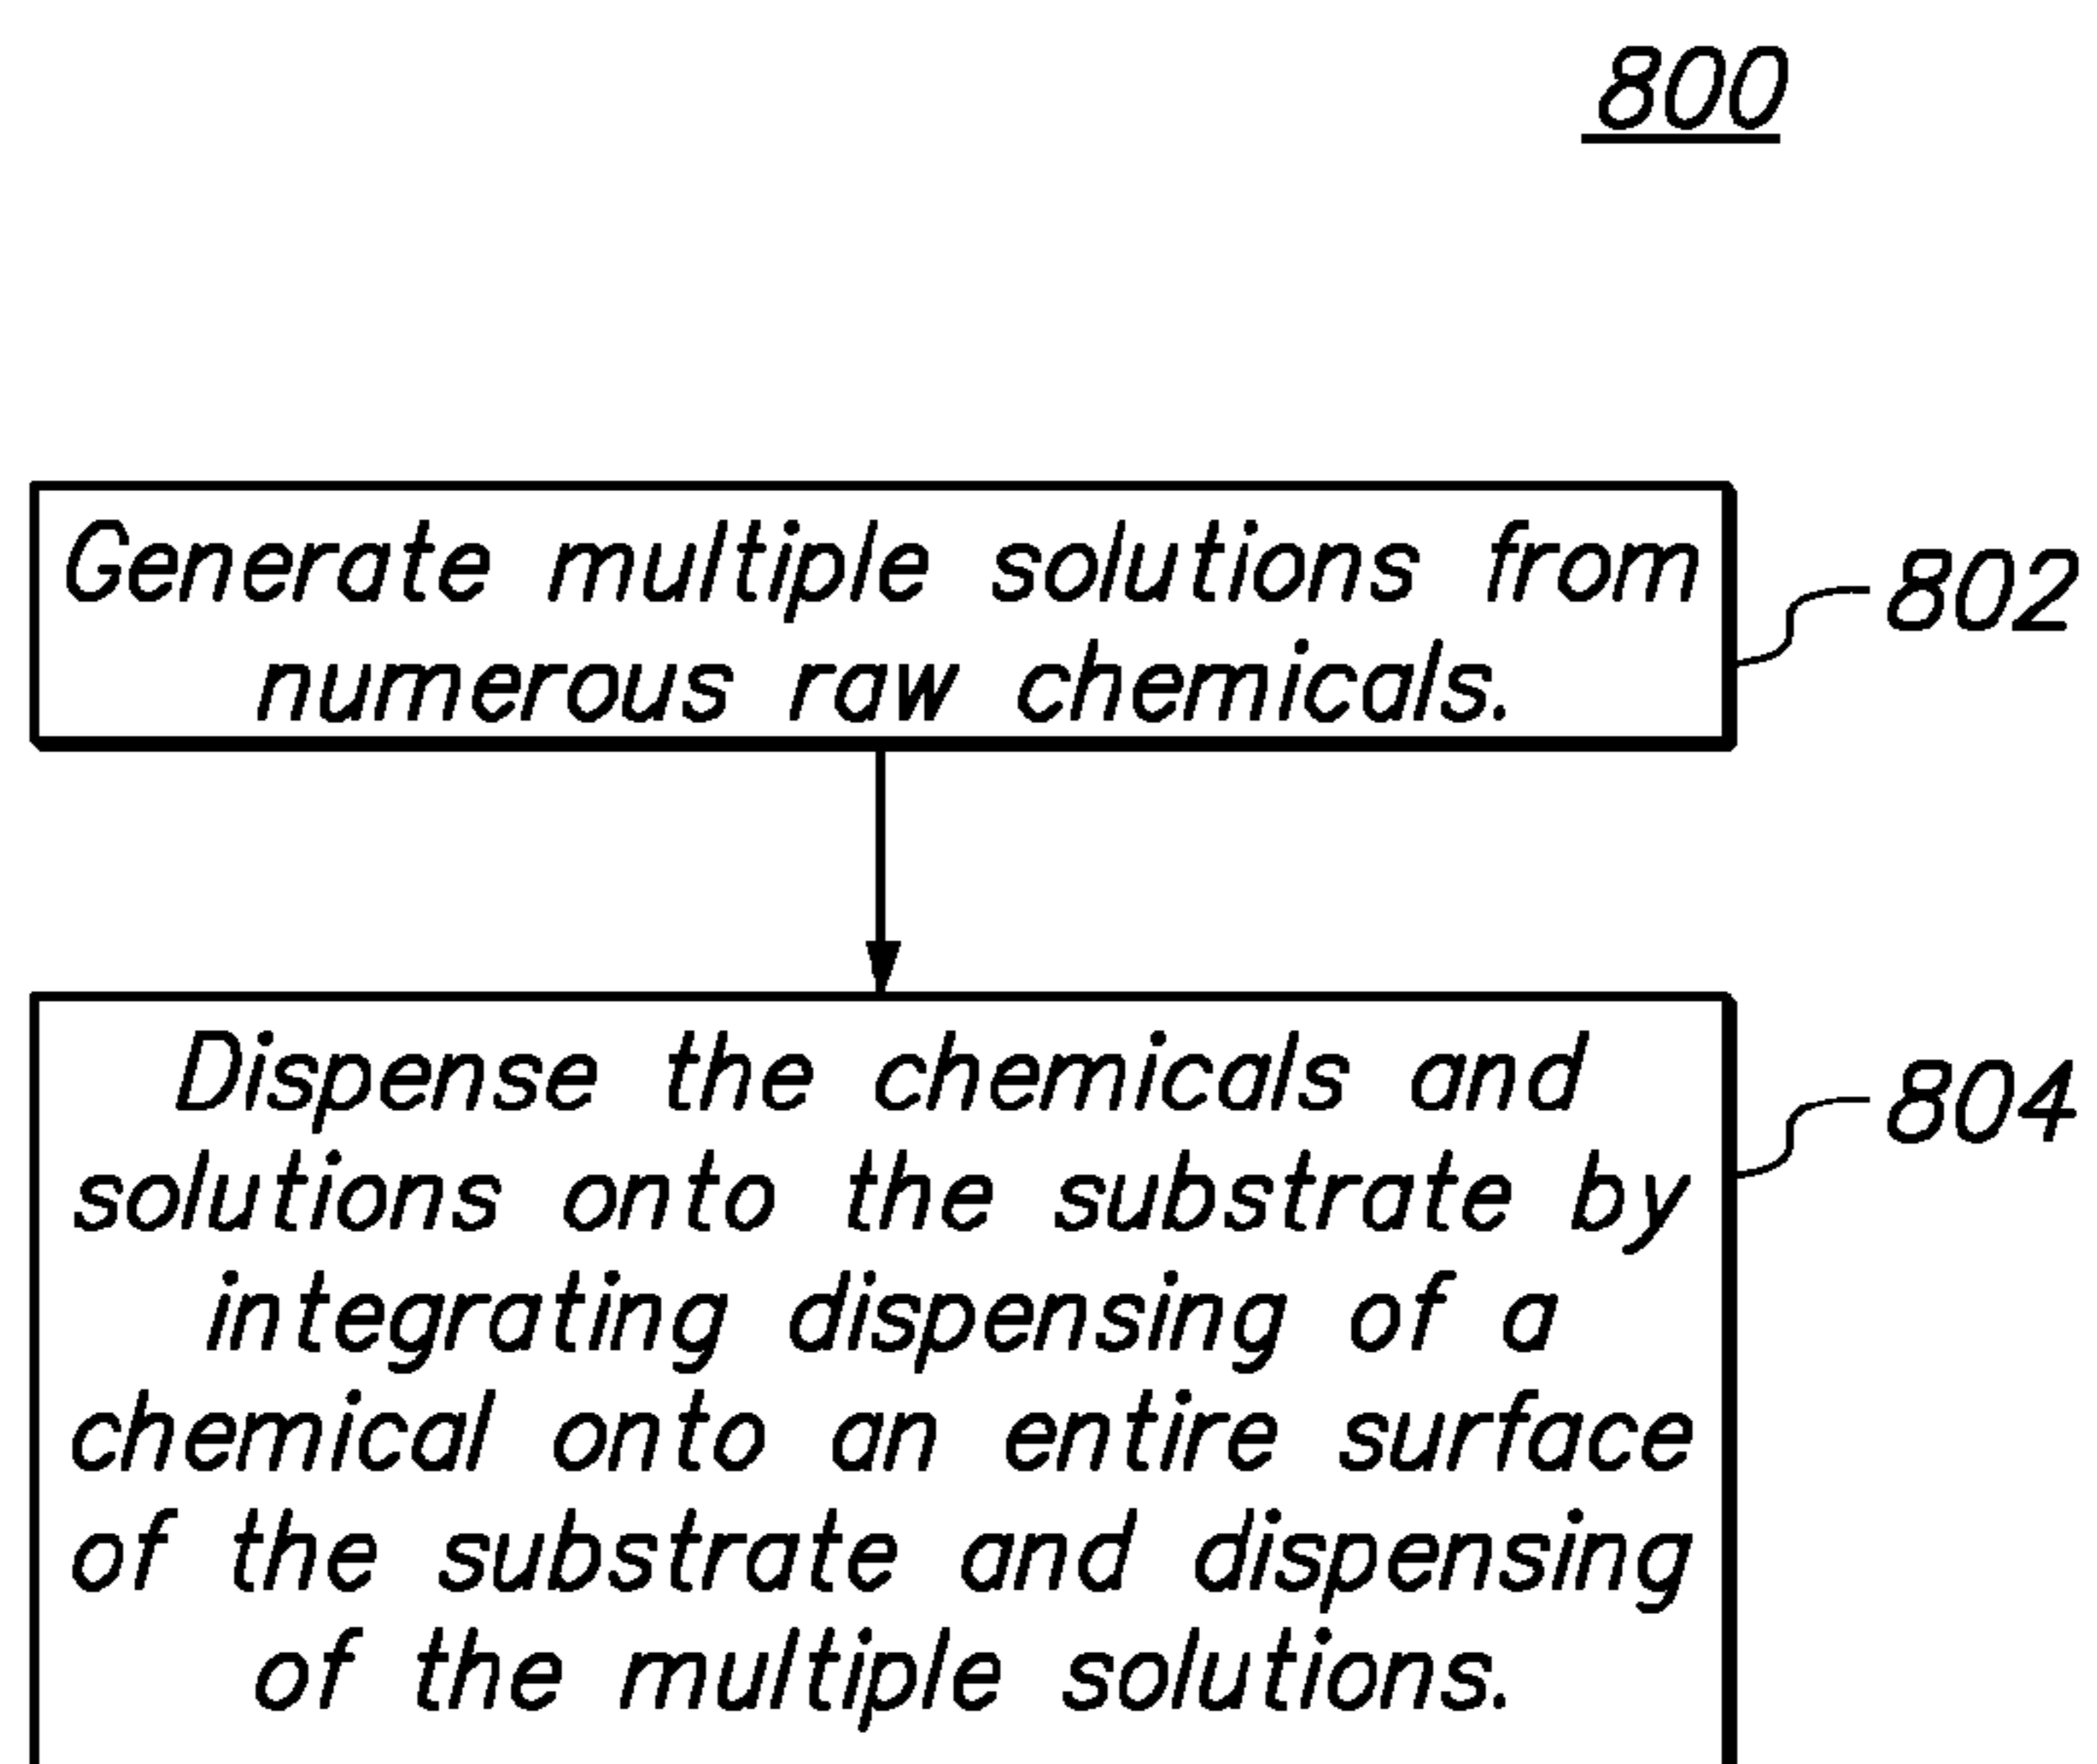 800
Generate multiple solutions from
numerous raw chemicals.
802
Dispense the chemicals and
solutions onto the substrate by
integrating dispensing of a
chemical onto an entire surface
of the substrate and dispensing
of the multiple solutions.
804